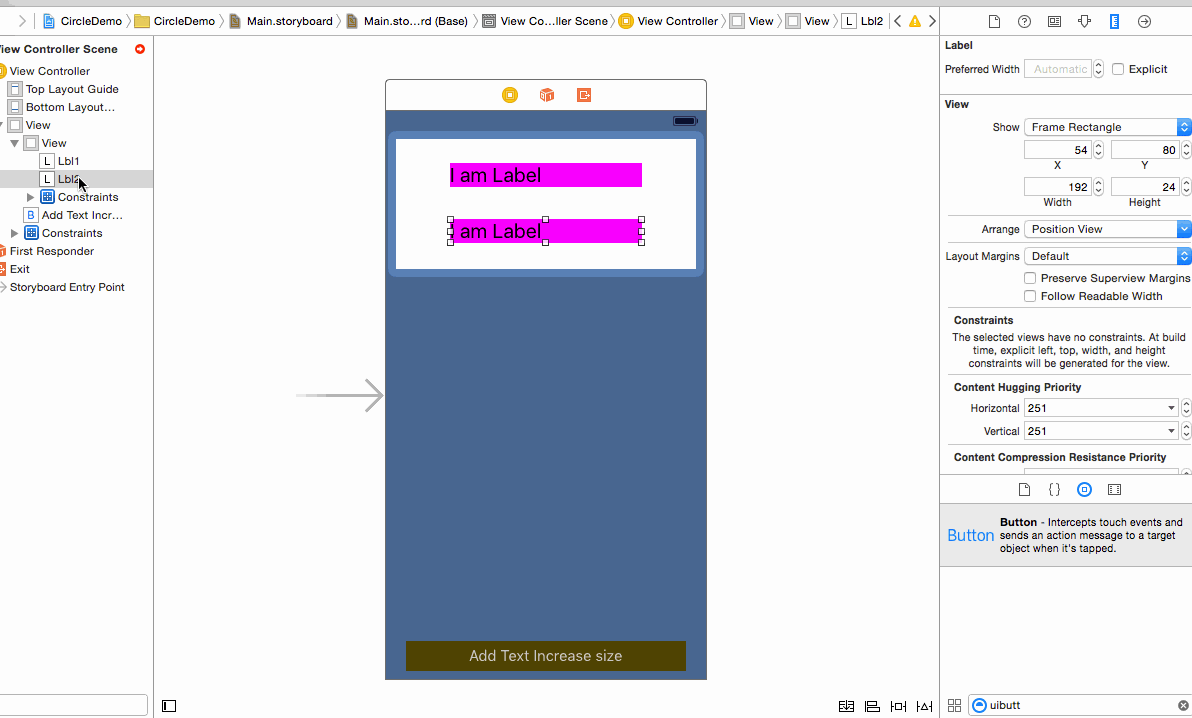 CircleDemo CircleDemo Main.storyboard Main.sto...rd (Base) View Co...ller Scene View Controller View View L Lbl2
View Controller Scene
View Controller
Top Layout Guide
Bottom Layout...
View
View
L Lbl1
L Lbl2
Constraints
B Add Text Incr...
Constraints
First Responder
Exit
Storyboard Entry Point
I am Label
I am Label
Add Text Increase size
Label
Preferred Width Automatic Explicit
View
Show Frame Rectangle
54 80
X Y
192 24
Width Height
Arrange Position View
Layout Margins Default
Preserve Superview Margins
Follow Readable Width
Constraints
The selected views have no constraints. At build
time, explicit left, top, width, and height
constraints will be generated for the view.
Content Hugging Priority
Horizontal 251
Vertical 251
Content Compression Resistance Priority
Button Button - Intercepts touch events and
sends an action message to a target
object when it's tapped.
uibutt